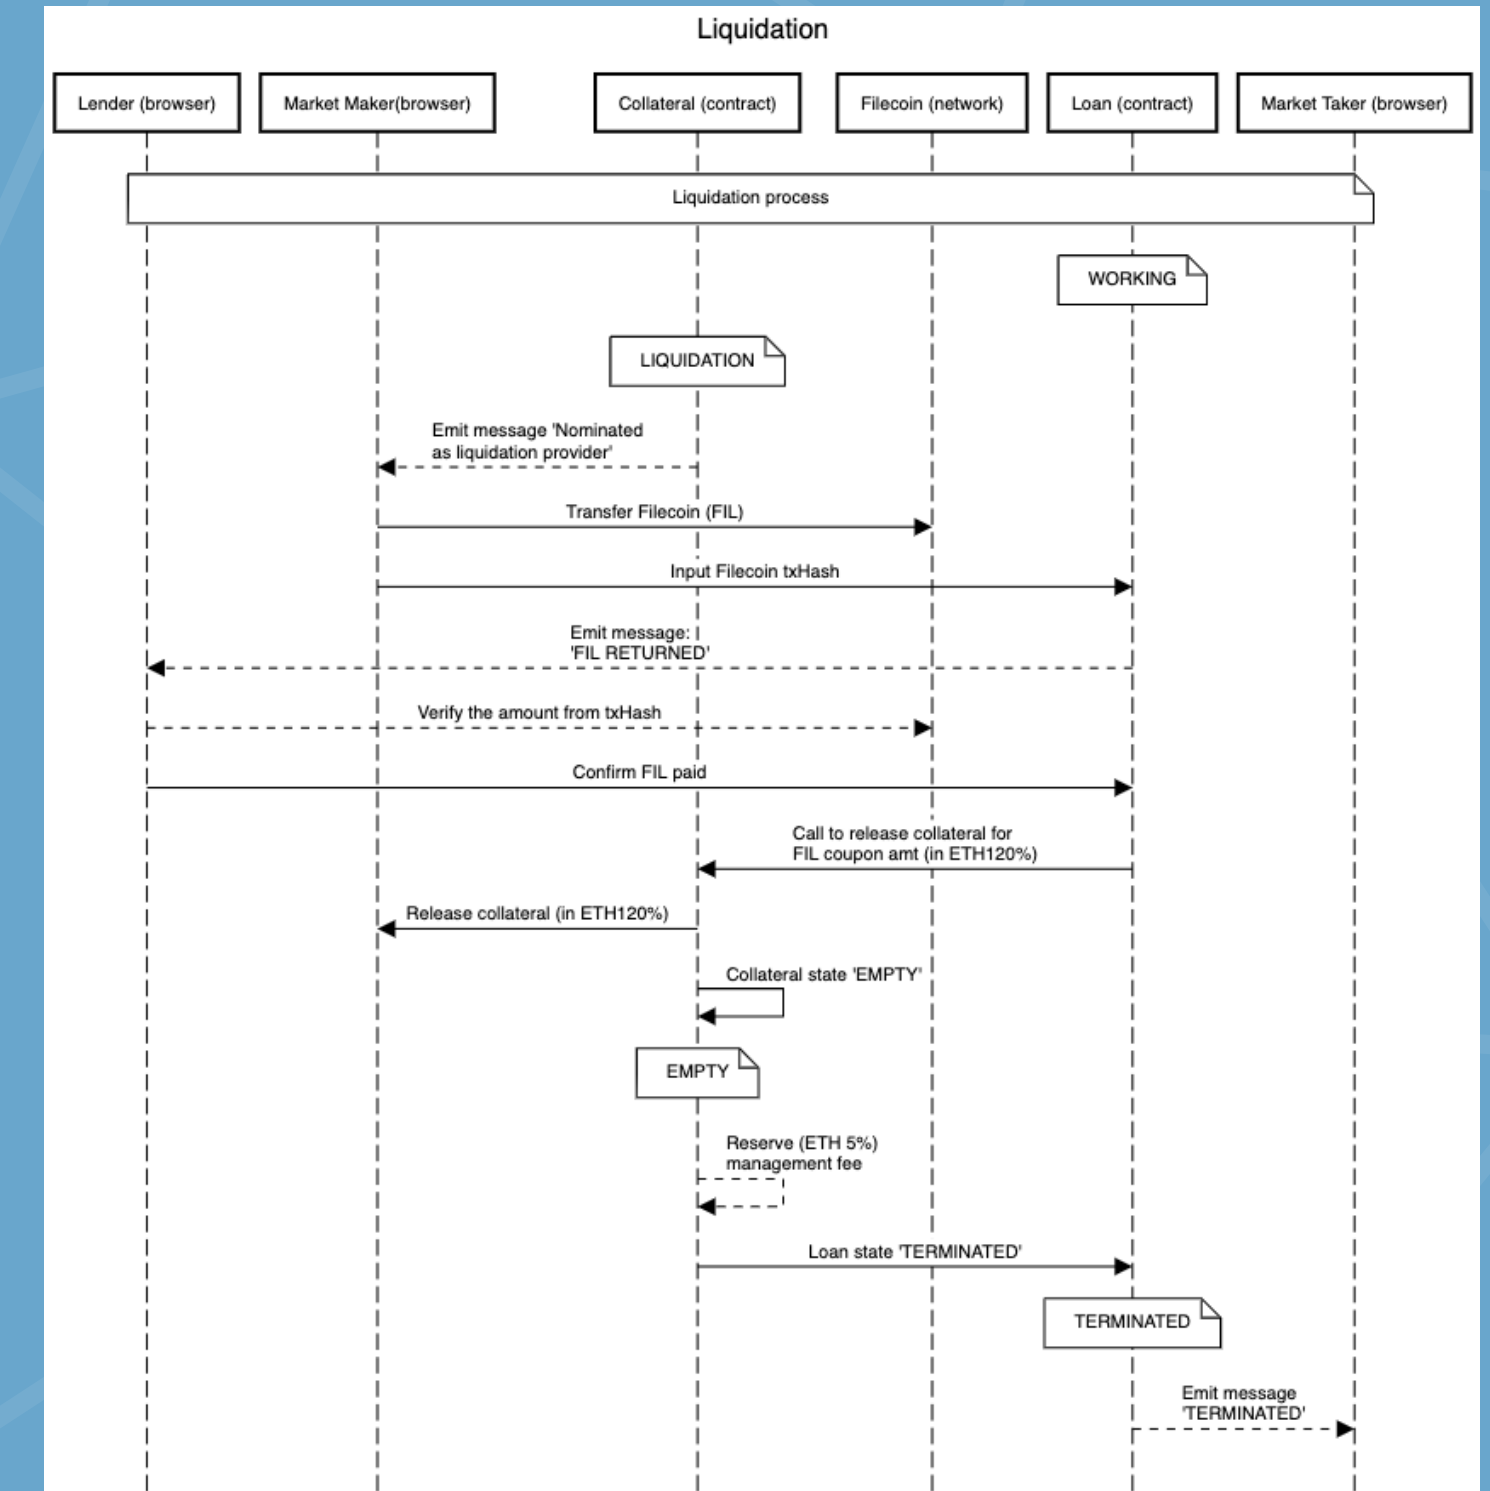 Liquidation
Lender (browser)
Market Maker(browser)
Collateral (contract)
Filecoin (network)
Loan (contract)
Market Taker (browser)
Liquidation process
WORKING
LIQUIDATION
Emit message 'Nominated
as liquidation provider'
Transfer Filecoin (FIL)
Input Filecoin txHash
Emit message:
'FIL RETURNED'
Verify the amount from txHash
Confirm FIL paid
Call to release collateral for
FIL coupon amt (in ETH120%)
Release collateral (in ETH120%)
Collateral state 'EMPTY'
EMPTY
Reserve (ETH 5%)
management fee
Loan state 'TERMINATED'
TERMINATED
Emit message
'TERMINATED'